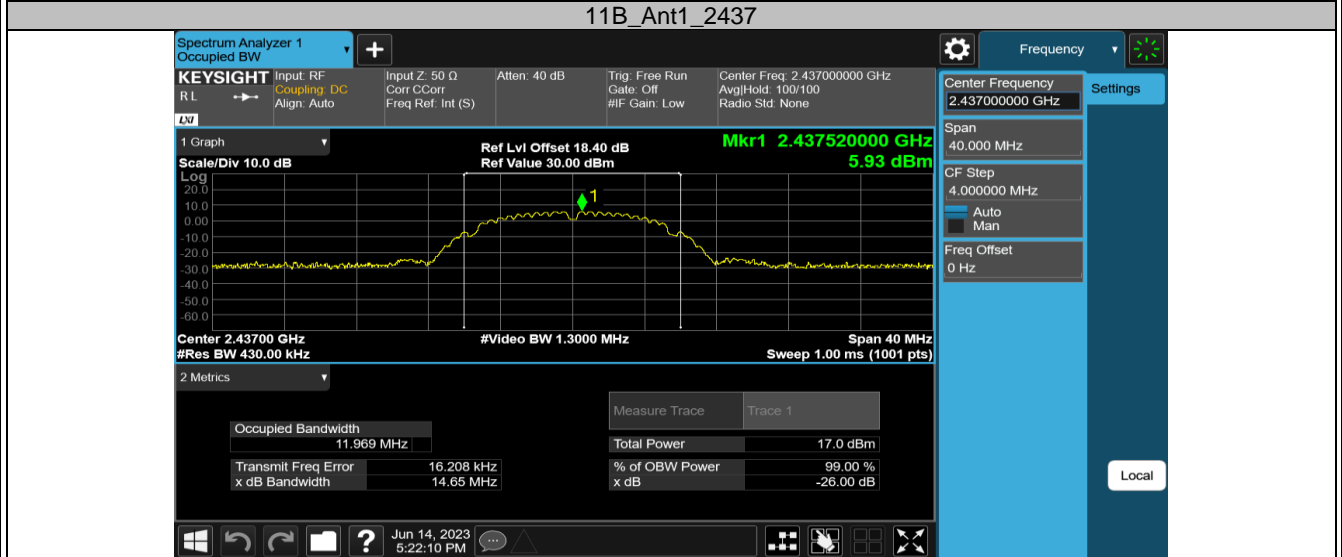 11B_Ant1_2437
Spectrum Analyzer 1
Occupied BW
+
Frequency
KEYSIGHT
R L
LXI
Input: RF
Coupling: DC
Align: Auto
Input Z: 50 Ω
Corr CCorr
Freq Ref: Int (S)
Atten: 40 dB
Trig: Free Run
Gate: Off
#IF Gain: Low
Center Freq: 2.437000000 GHz
Avg|Hold: 100/100
Radio Std: None
Center Frequency
2.437000000 GHz
Settings
Span
40.000 MHz
CF Step
4.000000 MHz
Auto
Man
Freq Offset
0 Hz
1 Graph
Scale/Div 10.0 dB
Ref Lvl Offset 18.40 dB
Ref Value 30.00 dBm
Mkr1 2.437520000 GHz
5.93 dBm
Log
20.0
10.0
0.00
-10.0
-20.0
-30.0
-40.0
-50.0
-60.0
1
Center 2.43700 GHz
#Res BW 430.00 kHz
#Video BW 1.3000 MHz
Span 40 MHz
Sweep 1.00 ms (1001 pts)
2 Metrics
Measure Trace Trace 1
Occupied Bandwidth
11.969 MHz
Total Power 17.0 dBm
Transmit Freq Error 16.208 kHz
% of OBW Power 99.00 %
x dB Bandwidth 14.65 MHz
x dB -26.00 dB
Local
?
Jun 14, 2023
5:22:10 PM